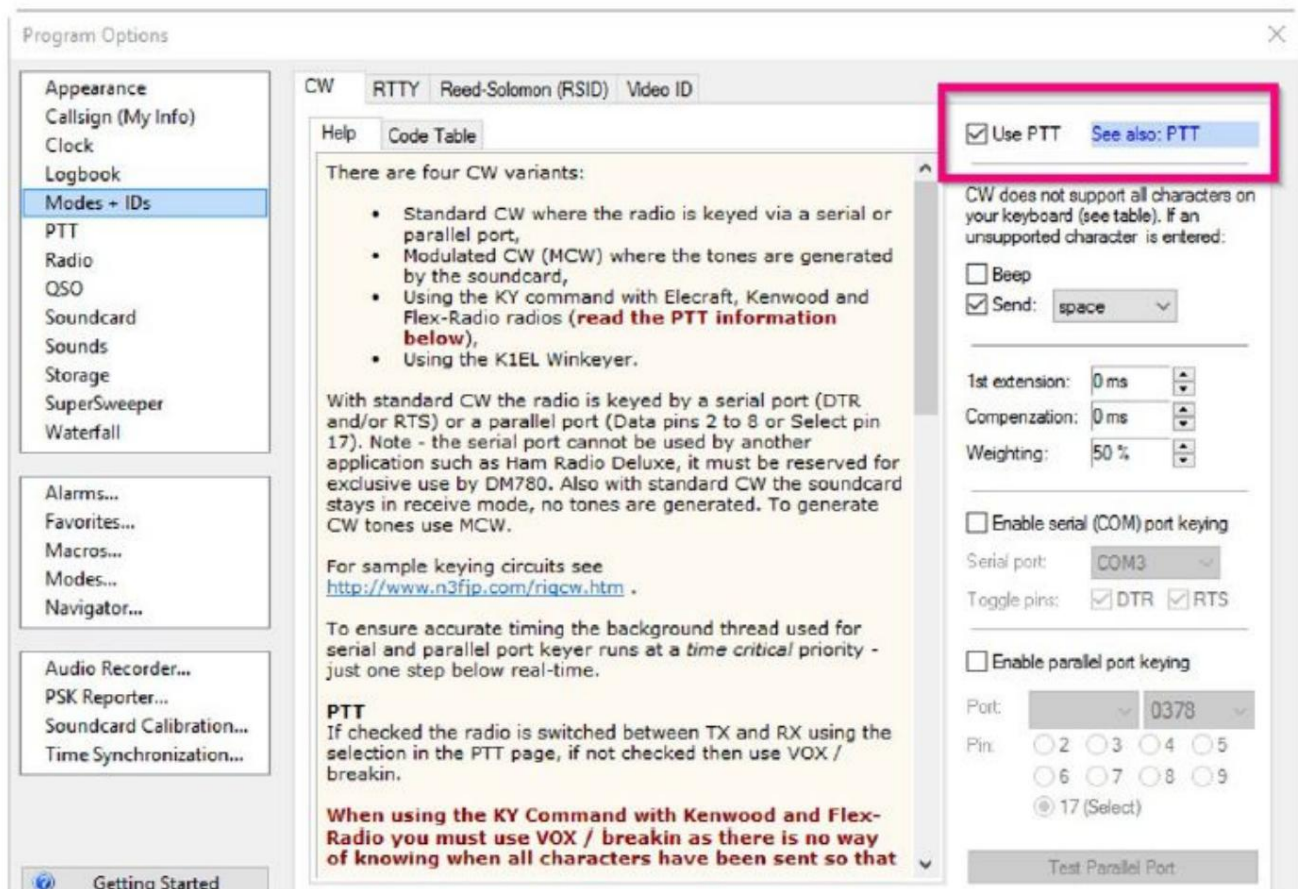 Program Options
Appearance
Callsign (My Info)
Clock
Logbook
Modes + IDs
PTT
Radio
QSO
Soundcard
Sounds
Storage
SuperSweeper
Waterfall
Alarms...
Favorites...
Macros...
Modes...
Navigator...
Audio Recorder...
PSK Reporter...
Soundcard Calibration...
Time Synchronization...
Getting Started
CW RTTY Reed-Solomon (RSID) Video ID
Help Code Table
There are four CW variants:
• Standard CW where the radio is keyed via a serial or
parallel port,
• Modulated CW (MCW) where the tones are generated
by the soundcard,
• Using the KY command with Elecraft, Kenwood and
Flex-Radio radios (read the PTT information
below),
• Using the K1EL Winkeyer.
With standard CW the radio is keyed by a serial port (DTR
and/or RTS) or a parallel port (Data pins 2 to 8 or Select pin
17). Note - the serial port cannot be used by another
application such as Ham Radio Deluxe, it must be reserved for
exclusive use by DM780. Also with standard CW the soundcard
stays in receive mode, no tones are generated. To generate
CW tones use MCW.
For sample keying circuits see
http://www.n3fjp.com/rigcw.htm .
To ensure accurate timing the background thread used for
serial and parallel port keyer runs at a time critical priority -
just one step below real-time.
PTT
If checked the radio is switched between TX and RX using the
selection in the PTT page, if not checked then use VOX /
breakin.
When using the KY Command with Kenwood and Flex-
Radio you must use VOX / breakin as there is no way
of knowing when all characters have been sent so that
Use PTT See also: PTT
CW does not support all characters on
your keyboard (see table). If an
unsupported character is entered:
Beep
Send: space
1st extension: 0 ms
Compenzation: 0 ms
Weighting: 50 %
Enable serial (COM) port keying
Serial port: COM3
Toggle pins: DTR RTS
Enable parallel port keying
Port: 0378
Pin: 2 3 4 5
6 7 8 9
17 (Select)
Test Parallel Port